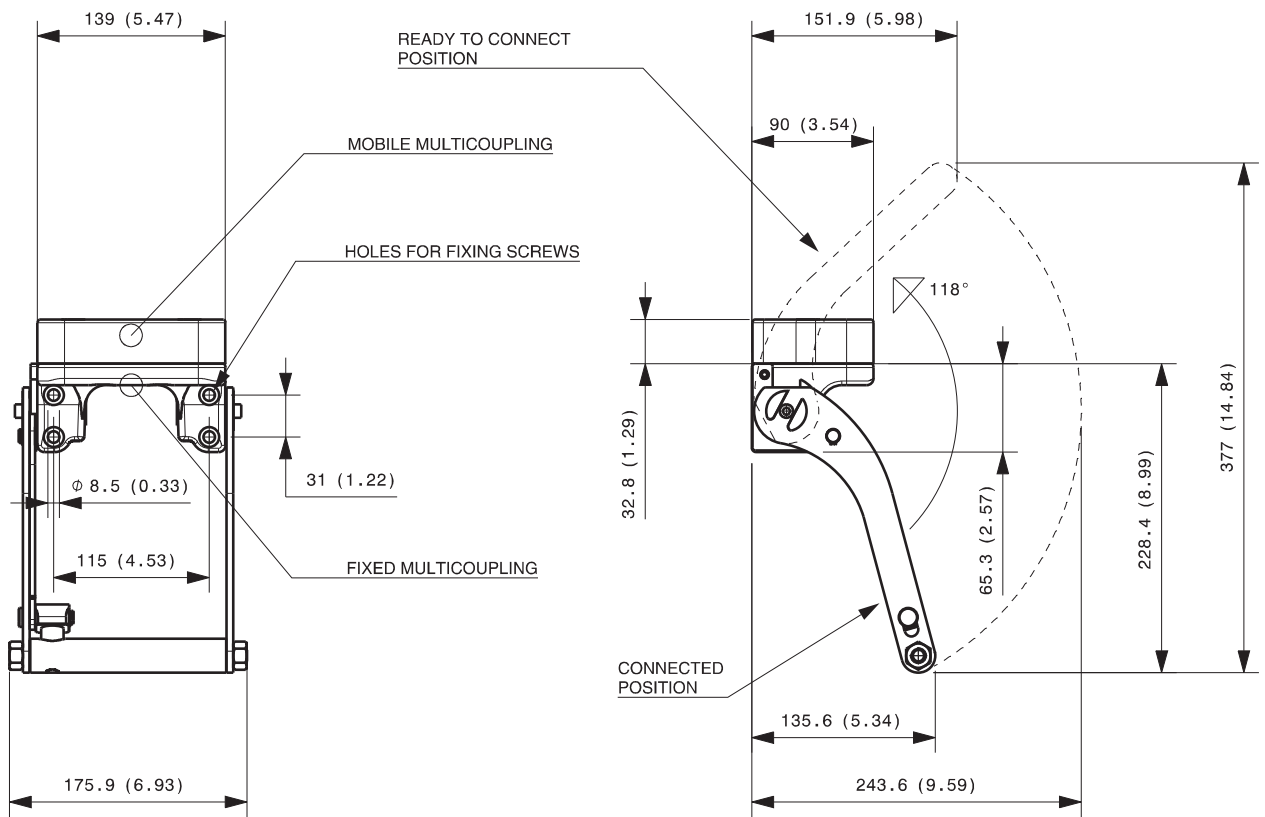 139 (5.47)
151.9 (5.98)
READY TO CONNECT
POSITION
90 (3.54)
MOBILE MULTICOUPLING
HOLES FOR FIXING SCREWS
118°
32.8 (1.29)
377 (14.84)
31 (1.22)
ϕ 8.5 (0.33)
65.3 (2.57)
228.4 (8.99)
115 (4.53)
FIXED MULTICOUPLING
CONNECTED
POSITION
135.6 (5.34)
175.9 (6.93)
243.6 (9.59)